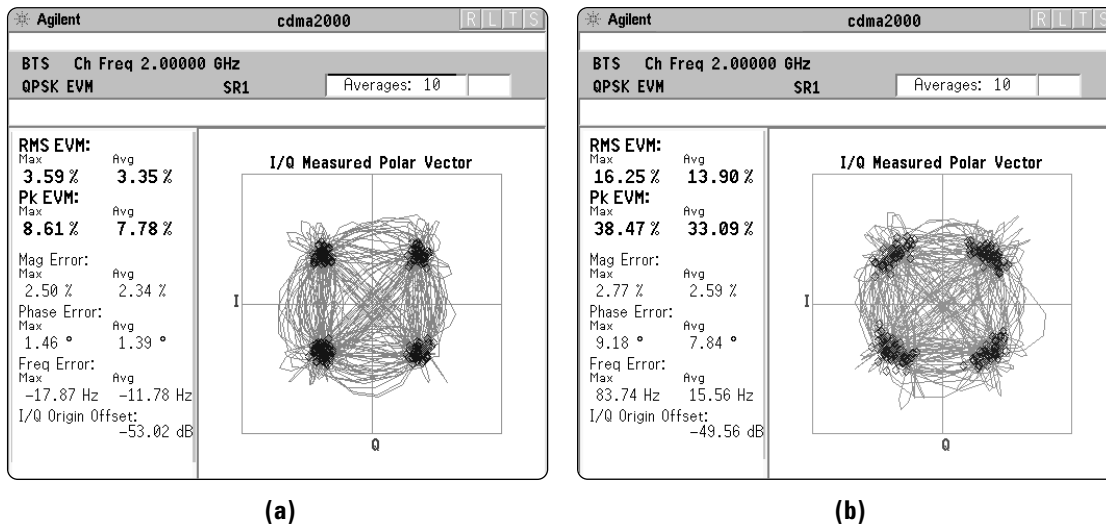 Agilent cdma2000 R L T S
BTS Ch Freq 2.00000 GHz
QPSK EVM SR1 Averages: 10
RMS EVM:
Max Avg
3.59 % 3.35 %
Pk EVM:
Max Avg
8.61 % 7.78 %
Mag Error:
Max Avg
2.50 % 2.34 %
Phase Error:
Max Avg
1.46 ° 1.39 °
Freq Error:
Max Avg
-17.87 Hz -11.78 Hz
I/Q Origin Offset:
-53.02 dB
I/Q Measured Polar Vector
I
Q
(a)
Agilent cdma2000 R L T S
BTS Ch Freq 2.00000 GHz
QPSK EVM SR1 Averages: 10
RMS EVM:
Max Avg
16.25 % 13.90 %
Pk EVM:
Max Avg
38.47 % 33.09 %
Mag Error:
Max Avg
2.77 % 2.59 %
Phase Error:
Max Avg
9.18 ° 7.84 °
Freq Error:
Max Avg
83.74 Hz 15.56 Hz
I/Q Origin Offset:
-49.56 dB
I/Q Measured Polar Vector
I
Q
(b)